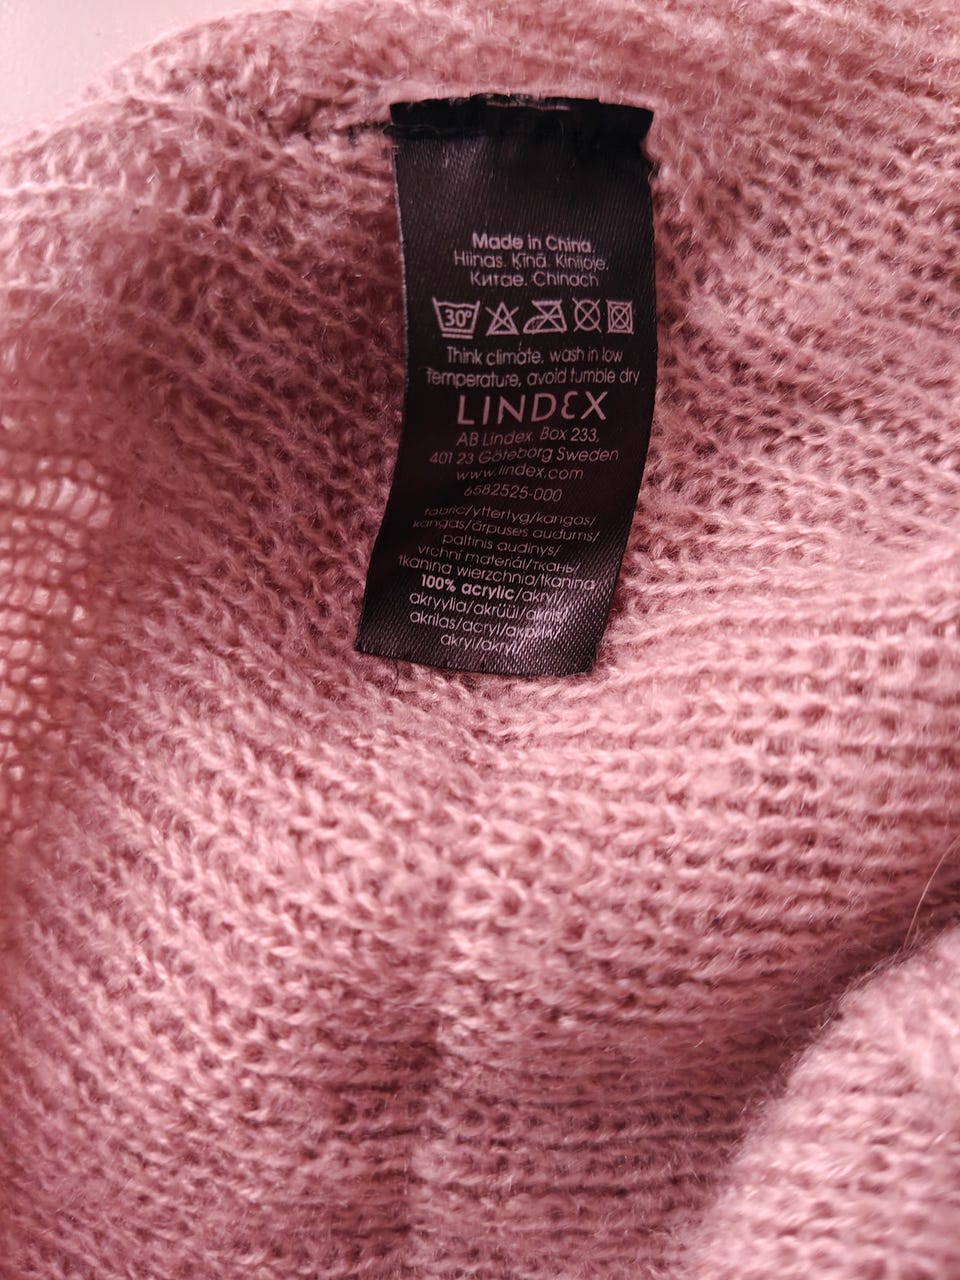 Made in China.
Hiinas. Ķīnā. Kinijoje.
Китае. Chinach
30°
Think climate, wash in low
Temperature, avoid tumble dry
LINDEX
AB Lindex. Box 233,
401 23 Göteborg Sweden
www.lindex.com
6582525-000
fabric/yttertyg/kangas/
kangas/ārpuses audums/
paltinis audinys/
vrchní materiál/ткань/
tkanina wierzchnia/tkanina
100% acrylic/akryl/
akryylia/akrüül/akrils/
akrilas/acryl/акрил/
akryl/akryl/